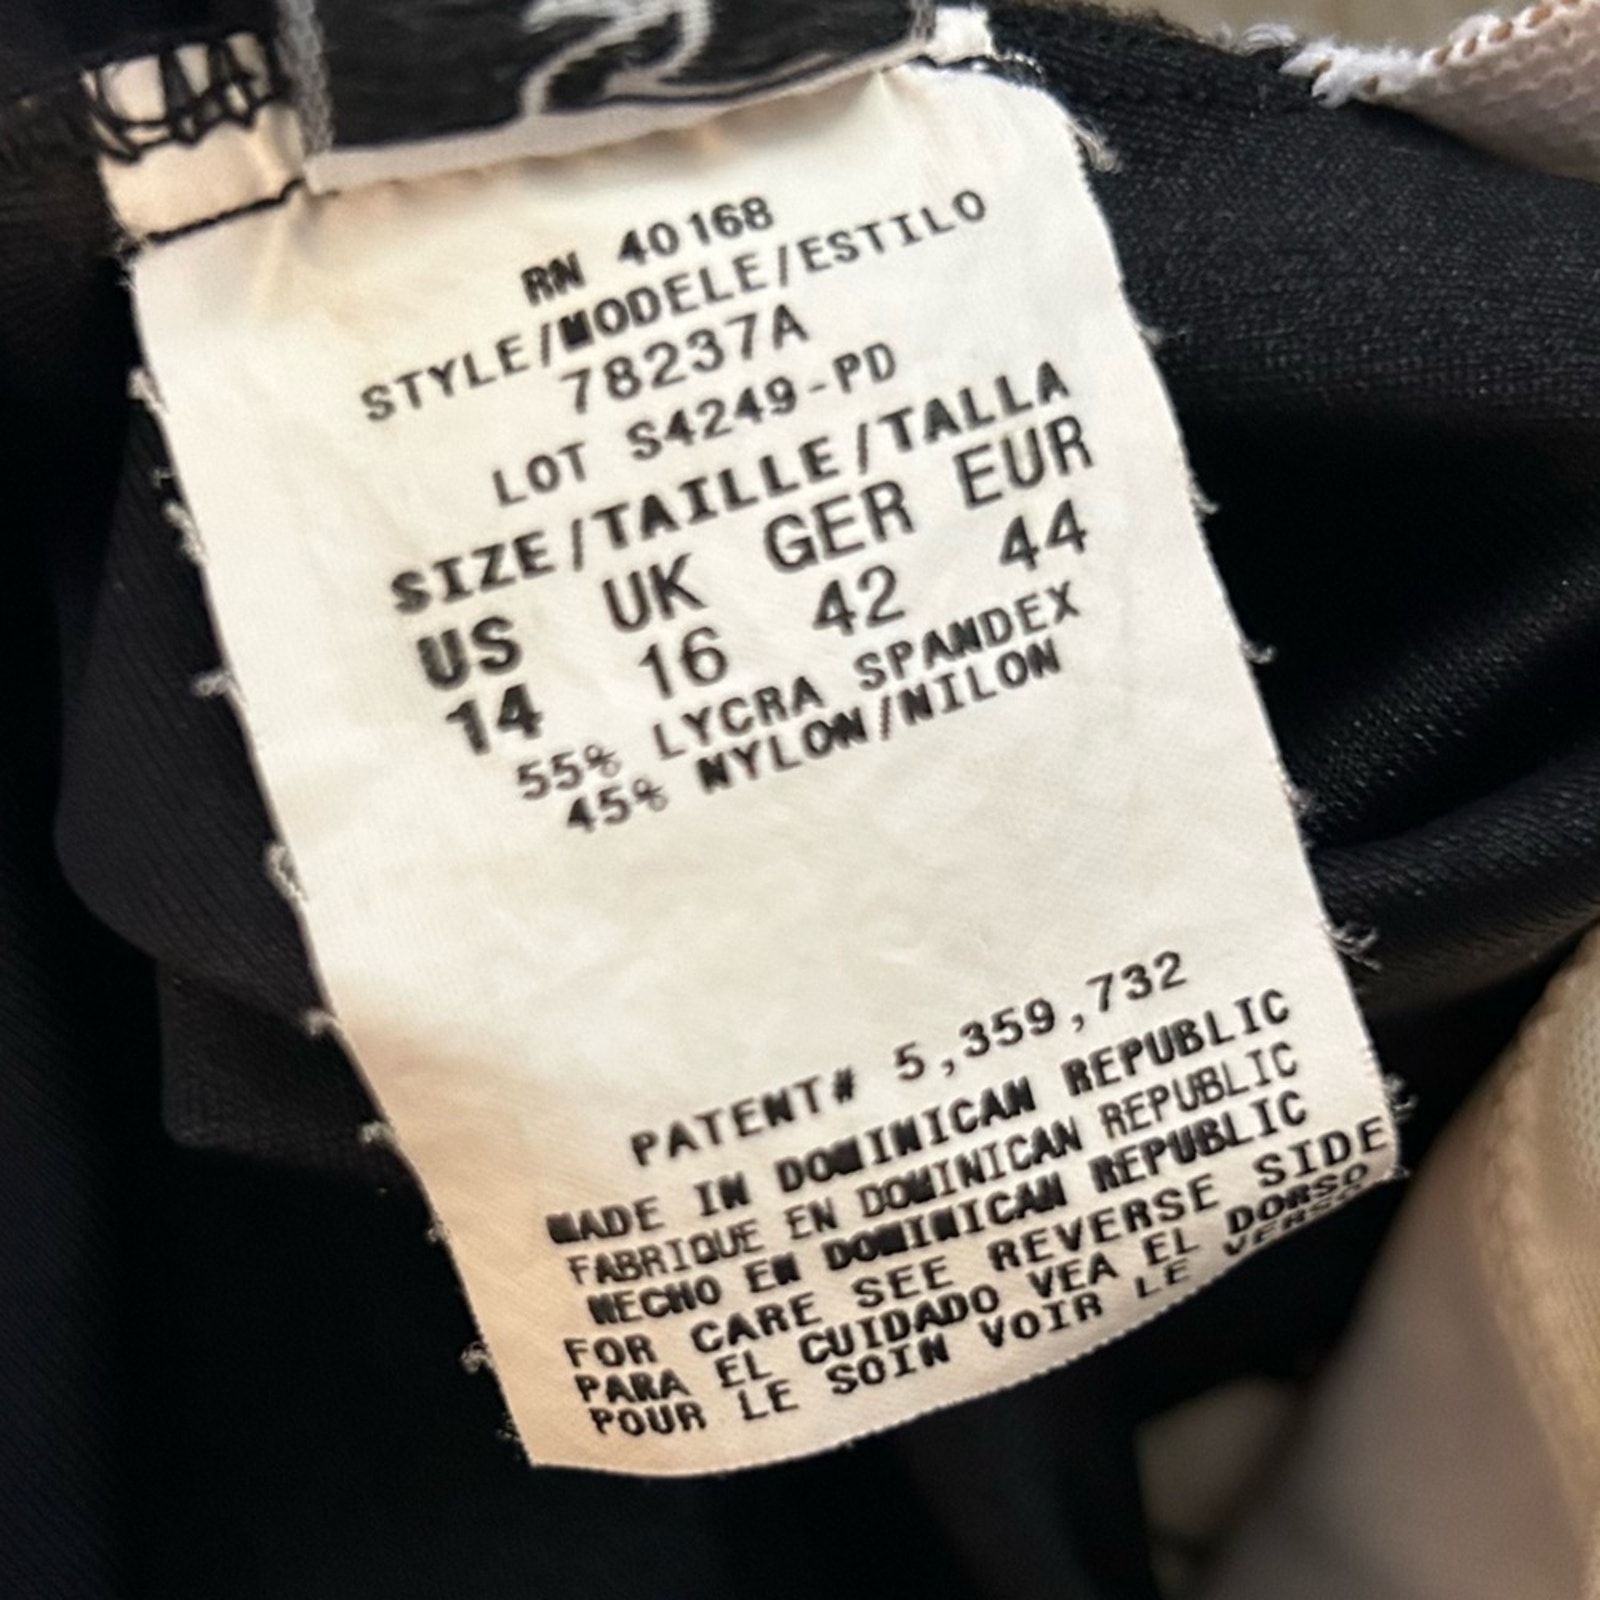 RN 40168
STYLE/MODELE/ESTILO
78237A
LOT S4249-PD
SIZE/TAILLE/TALLA
US UK GER EUR
14 16 42 44
55% LYCRA SPANDEX
45% NYLON/NILON
PATENT# 5,359,732
MADE IN DOMINICAN REPUBLIC
FABRIQUE EN DOMINICAN REPUBLIC
HECHO EN DOMINICAN REPUBLIC
FOR CARE SEE REVERSE SIDE
PARA EL CUIDADO VEA EL DORSO
POUR LE SOIN VOIR LE VERSO